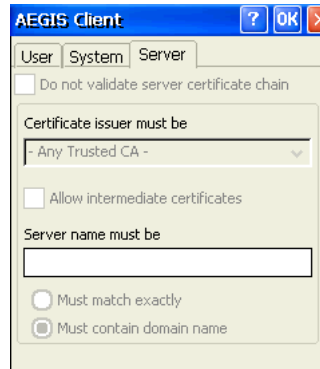 AEGIS Client ? OK X
User System Server
Do not validate server certificate chain
Certificate issuer must be
- Any Trusted CA -
Allow intermediate certificates
Server name must be
Must match exactly
Must contain domain name